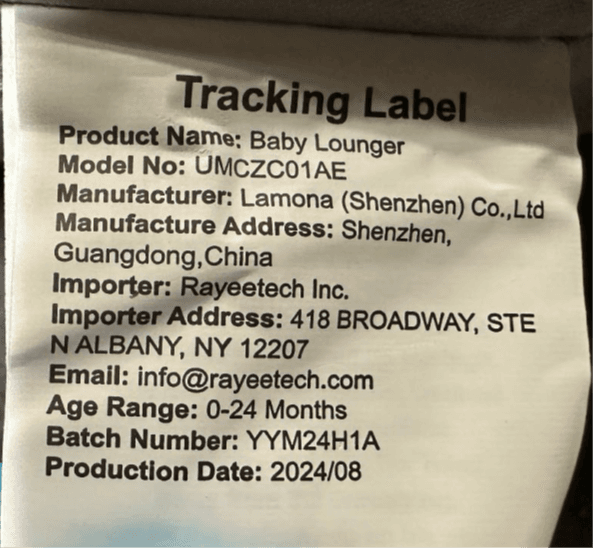 Tracking Label
Product Name: Baby Lounger
Model No: UMCZC01AE
Manufacturer: Lamona (Shenzhen) Co.,Ltd
Manufacture Address: Shenzhen,
Guangdong,China
Importer: Rayeetech Inc.
Importer Address: 418 BROADWAY, STE
N ALBANY, NY 12207
Email: info@rayeetech.com
Age Range: 0-24 Months
Batch Number: YYM24H1A
Production Date: 2024/08